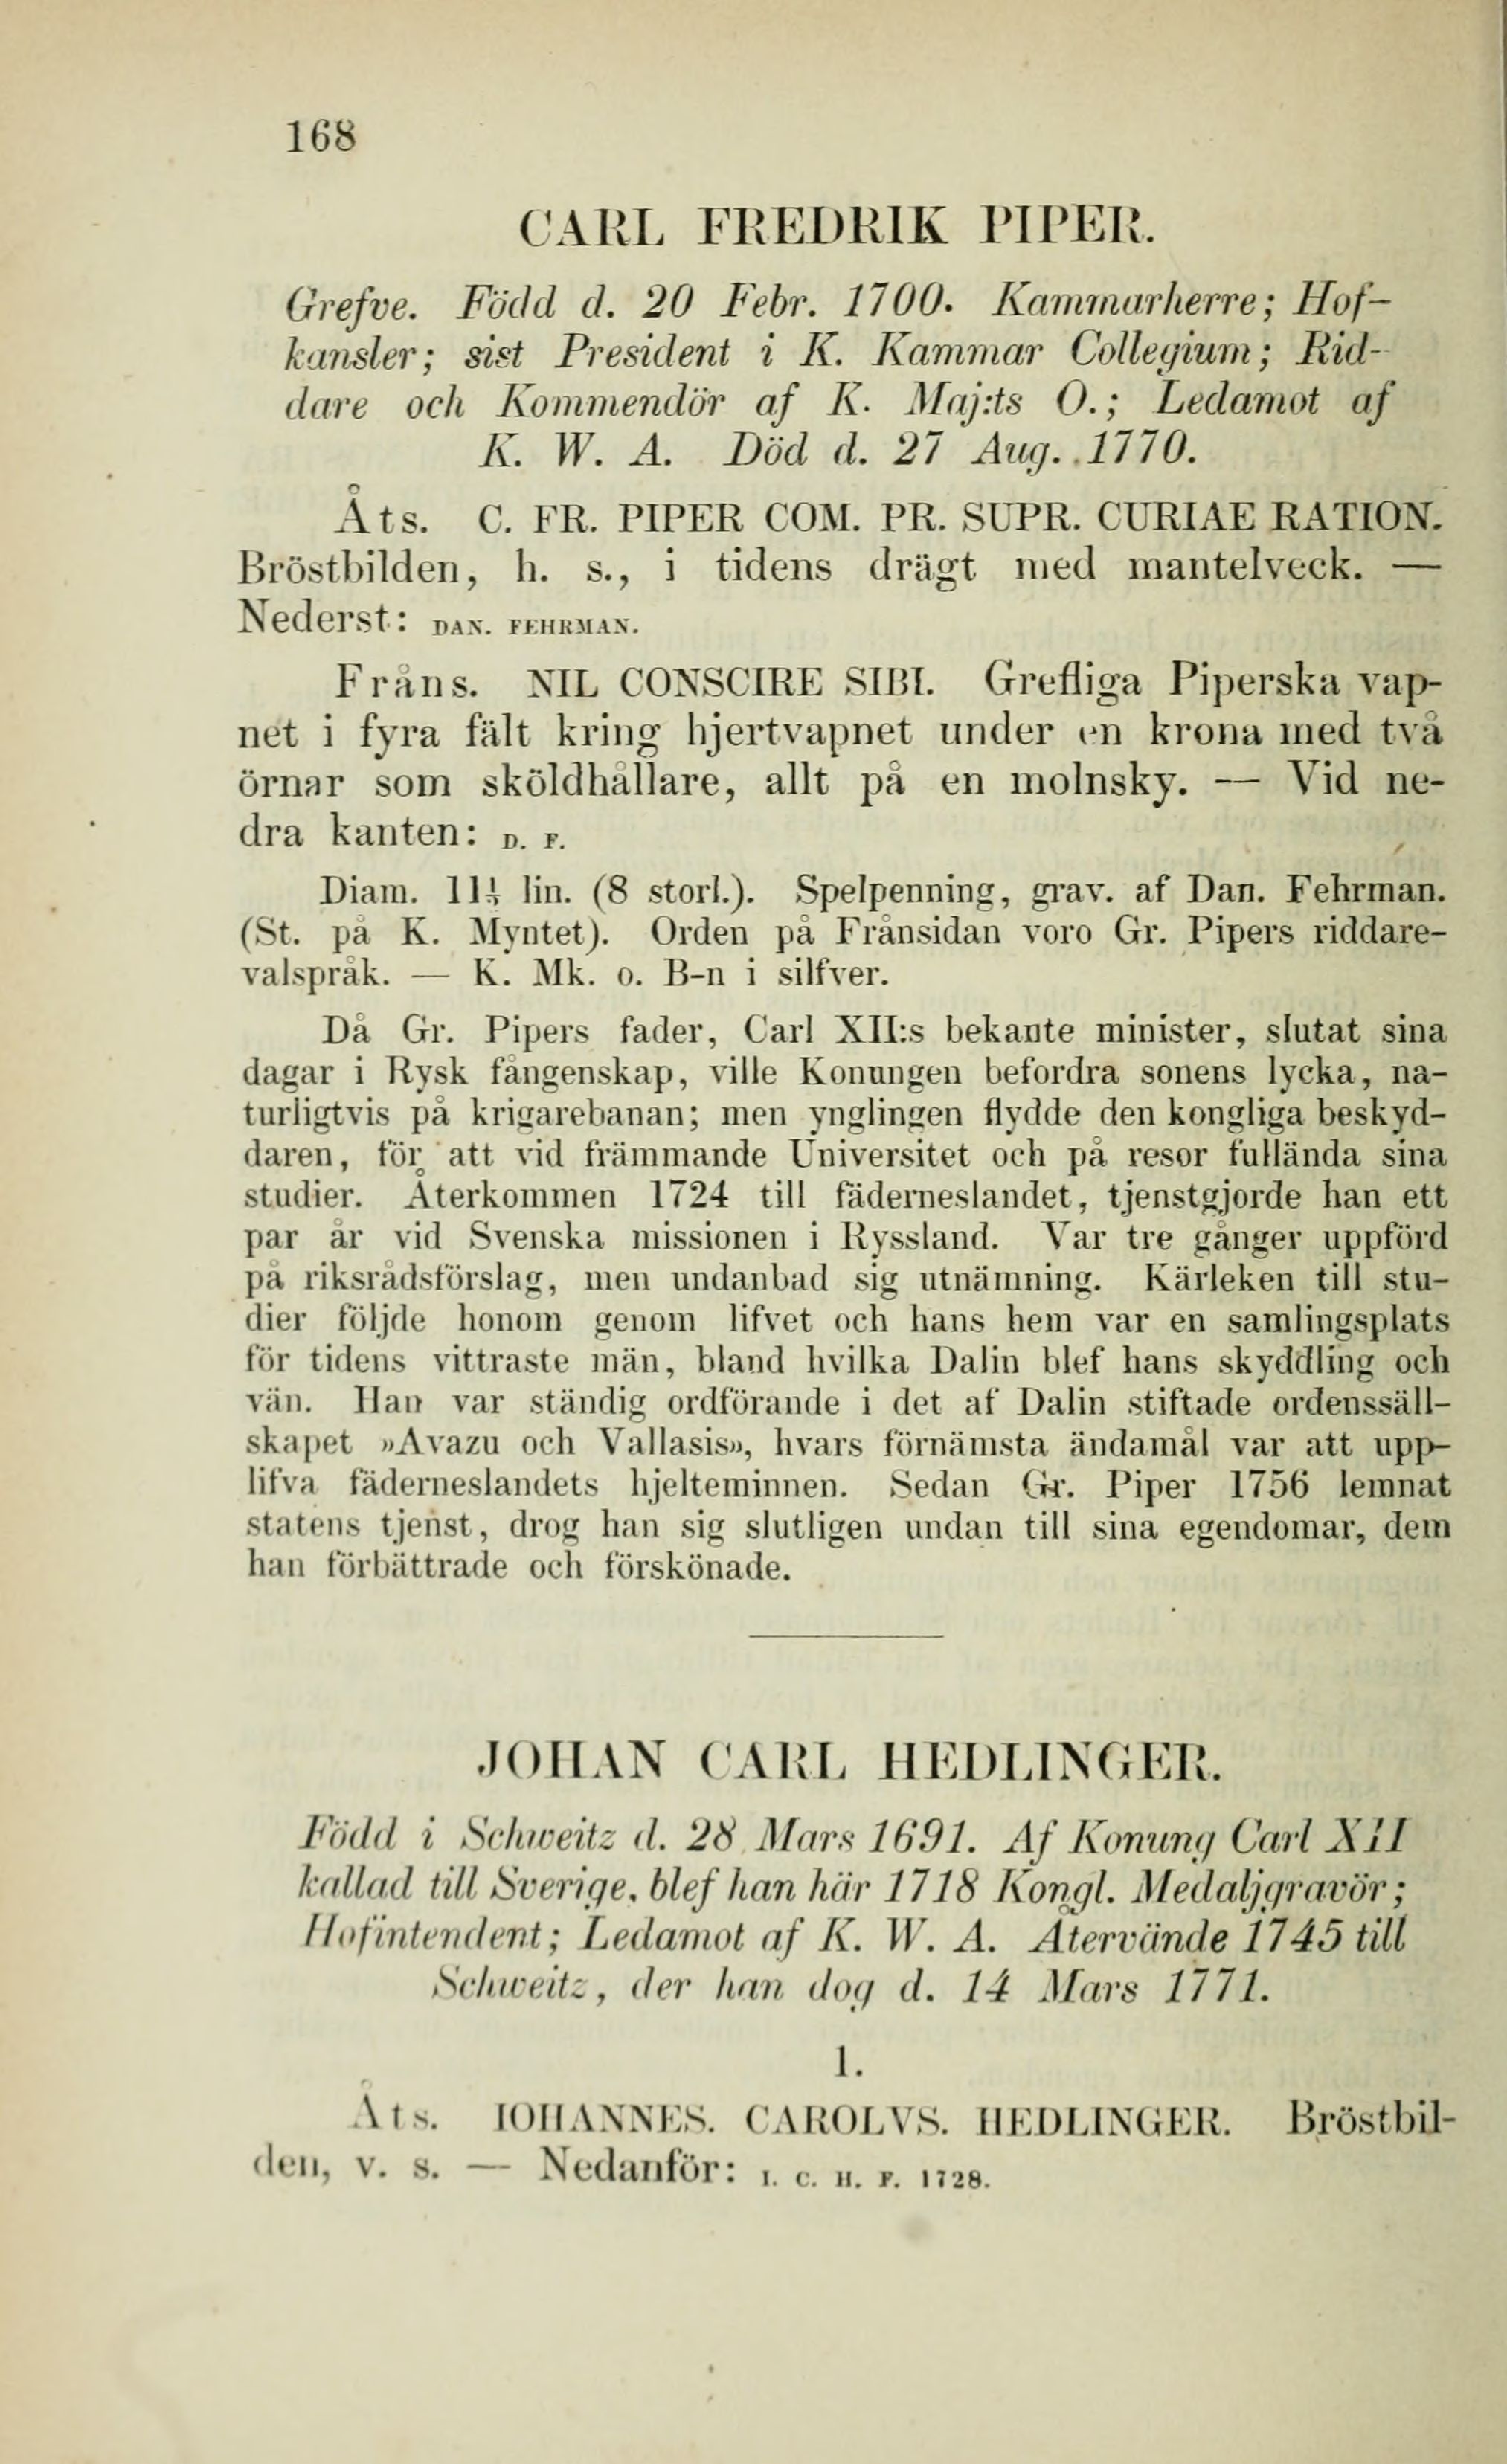 168
CARL FREDRIK PIPER.
Grefve. Född d. 20 Febr. 1700. Kammarherre; Hof-
kansler; sist President i K. Kammar Collegium; Rid-
dare och Kommendör af K. Maj:ts O.; Ledamot af
K. W. A. Död d. 27 Aug. 1770.
Åts. C. FR. PIPER COM. PR. SUPR. CURIAE RATION.
Bröstbilden, h. s., i tidens drägt med mantelveck. —
Nederst: DAN. FEHRMAN.
Fråns. NIL CONSCIRE SIBI. Grefliga Piperska vap-
net i fyra fält kring hjertvapnet under en krona med två
örnar som sköldhållare, allt på en molnsky. — Vid ne-
dra kanten: D. F.
Diam. 11½ lin. (8 storl.). Spelpenning, grav. af Dan. Fehrman.
(St. på K. Myntet). Orden på Frånsidan voro Gr. Pipers riddare-
valspråk. — K. Mk. o. B-n i silfver.
Då Gr. Pipers fader, Carl XII:s bekante minister, slutat sina
dagar i Rysk fångenskap, ville Konungen befordra sonens lycka, na-
turligtvis på krigarebanan; men ynglingen flydde den kongliga beskyd-
daren, för att vid främmande Universitet och på resor fullända sina
studier. Återkommen 1724 till fäderneslandet, tjenstgjorde han ett
par år vid Svenska missionen i Ryssland. Var tre gånger uppförd
på riksrådsförslag, men undanbad sig utnämning. Kärleken till stu-
dier följde honom genom lifvet och hans hem var en samlingsplats
för tidens vittraste män, bland hvilka Dalin blef hans skyddling och
vän. Han var ständig ordförande i det af Dalin stiftade ordenssäll-
skapet »Avazu och Vallasis», hvars förnämsta ändamål var att upp-
lifva fäderneslandets hjelteminnen. Sedan Gr. Piper 1756 lemnat
statens tjenst, drog han sig slutligen undan till sina egendomar, dem
han förbättrade och förskönade.
JOHAN CARL HEDLINGER.
Född i Schweitz d. 28 Mars 1691. Af Konung Carl XII
kallad till Sverige, blef han här 1718 Kongl. Medaljgravör;
Hofintendent; Ledamot af K. W. A. Återvände 1745 till
Schweitz, der han dog d. 14 Mars 1771.
1.
Åts. IOHANNES. CAROLVS. HEDLINGER. Bröstbil-
den, v. s. — Nedanför: I. C. H. F. 1728.